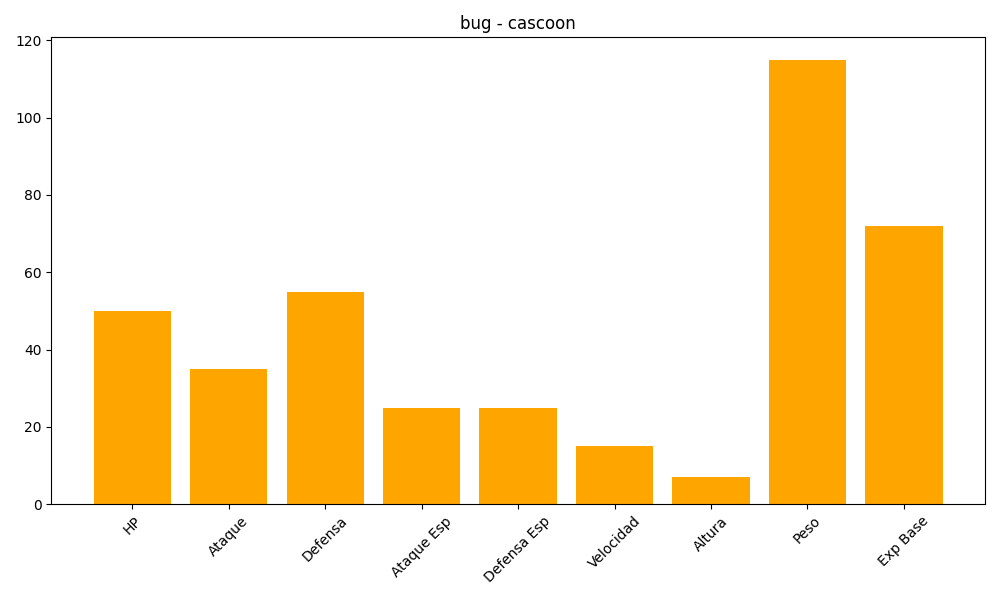 bug - cascoon
120
100
80
60
40
20
0
HP
Ataque
Defensa
Ataque Esp
Defensa Esp
Velocidad
Altura
Peso
Exp Base